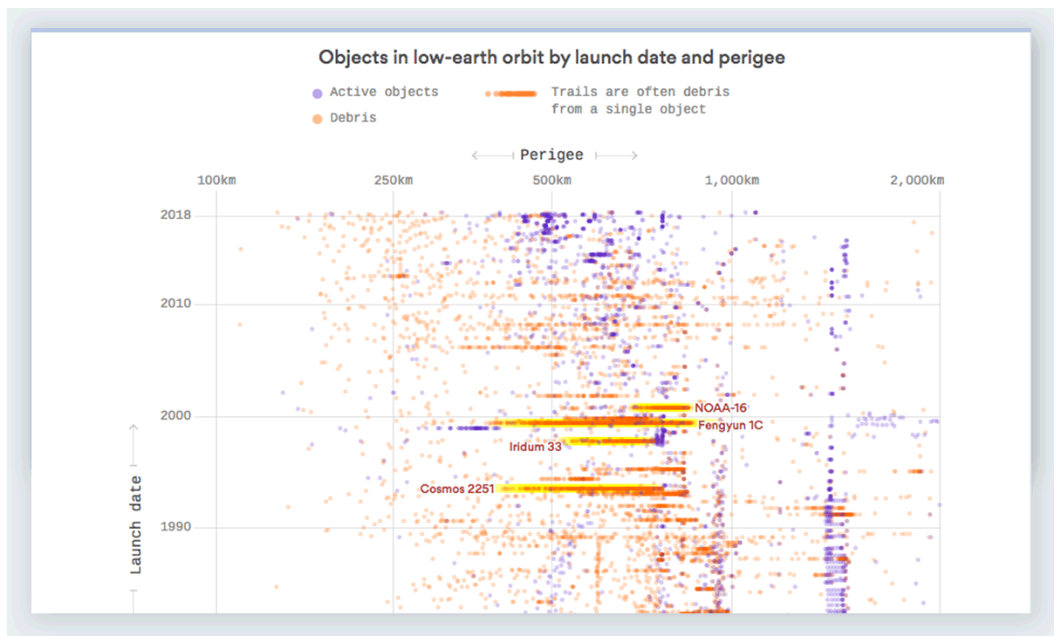 Objects in low-earth orbit by launch date and perigee
Active objects
Debris
Trails are often debris
from a single object
Perigee
100km 250km 500km 1,000km 2,000km
2018
2010
2000
NOAA-16
Fengyun 1C
Iridum 33
Cosmos 2251
1990
Launch date